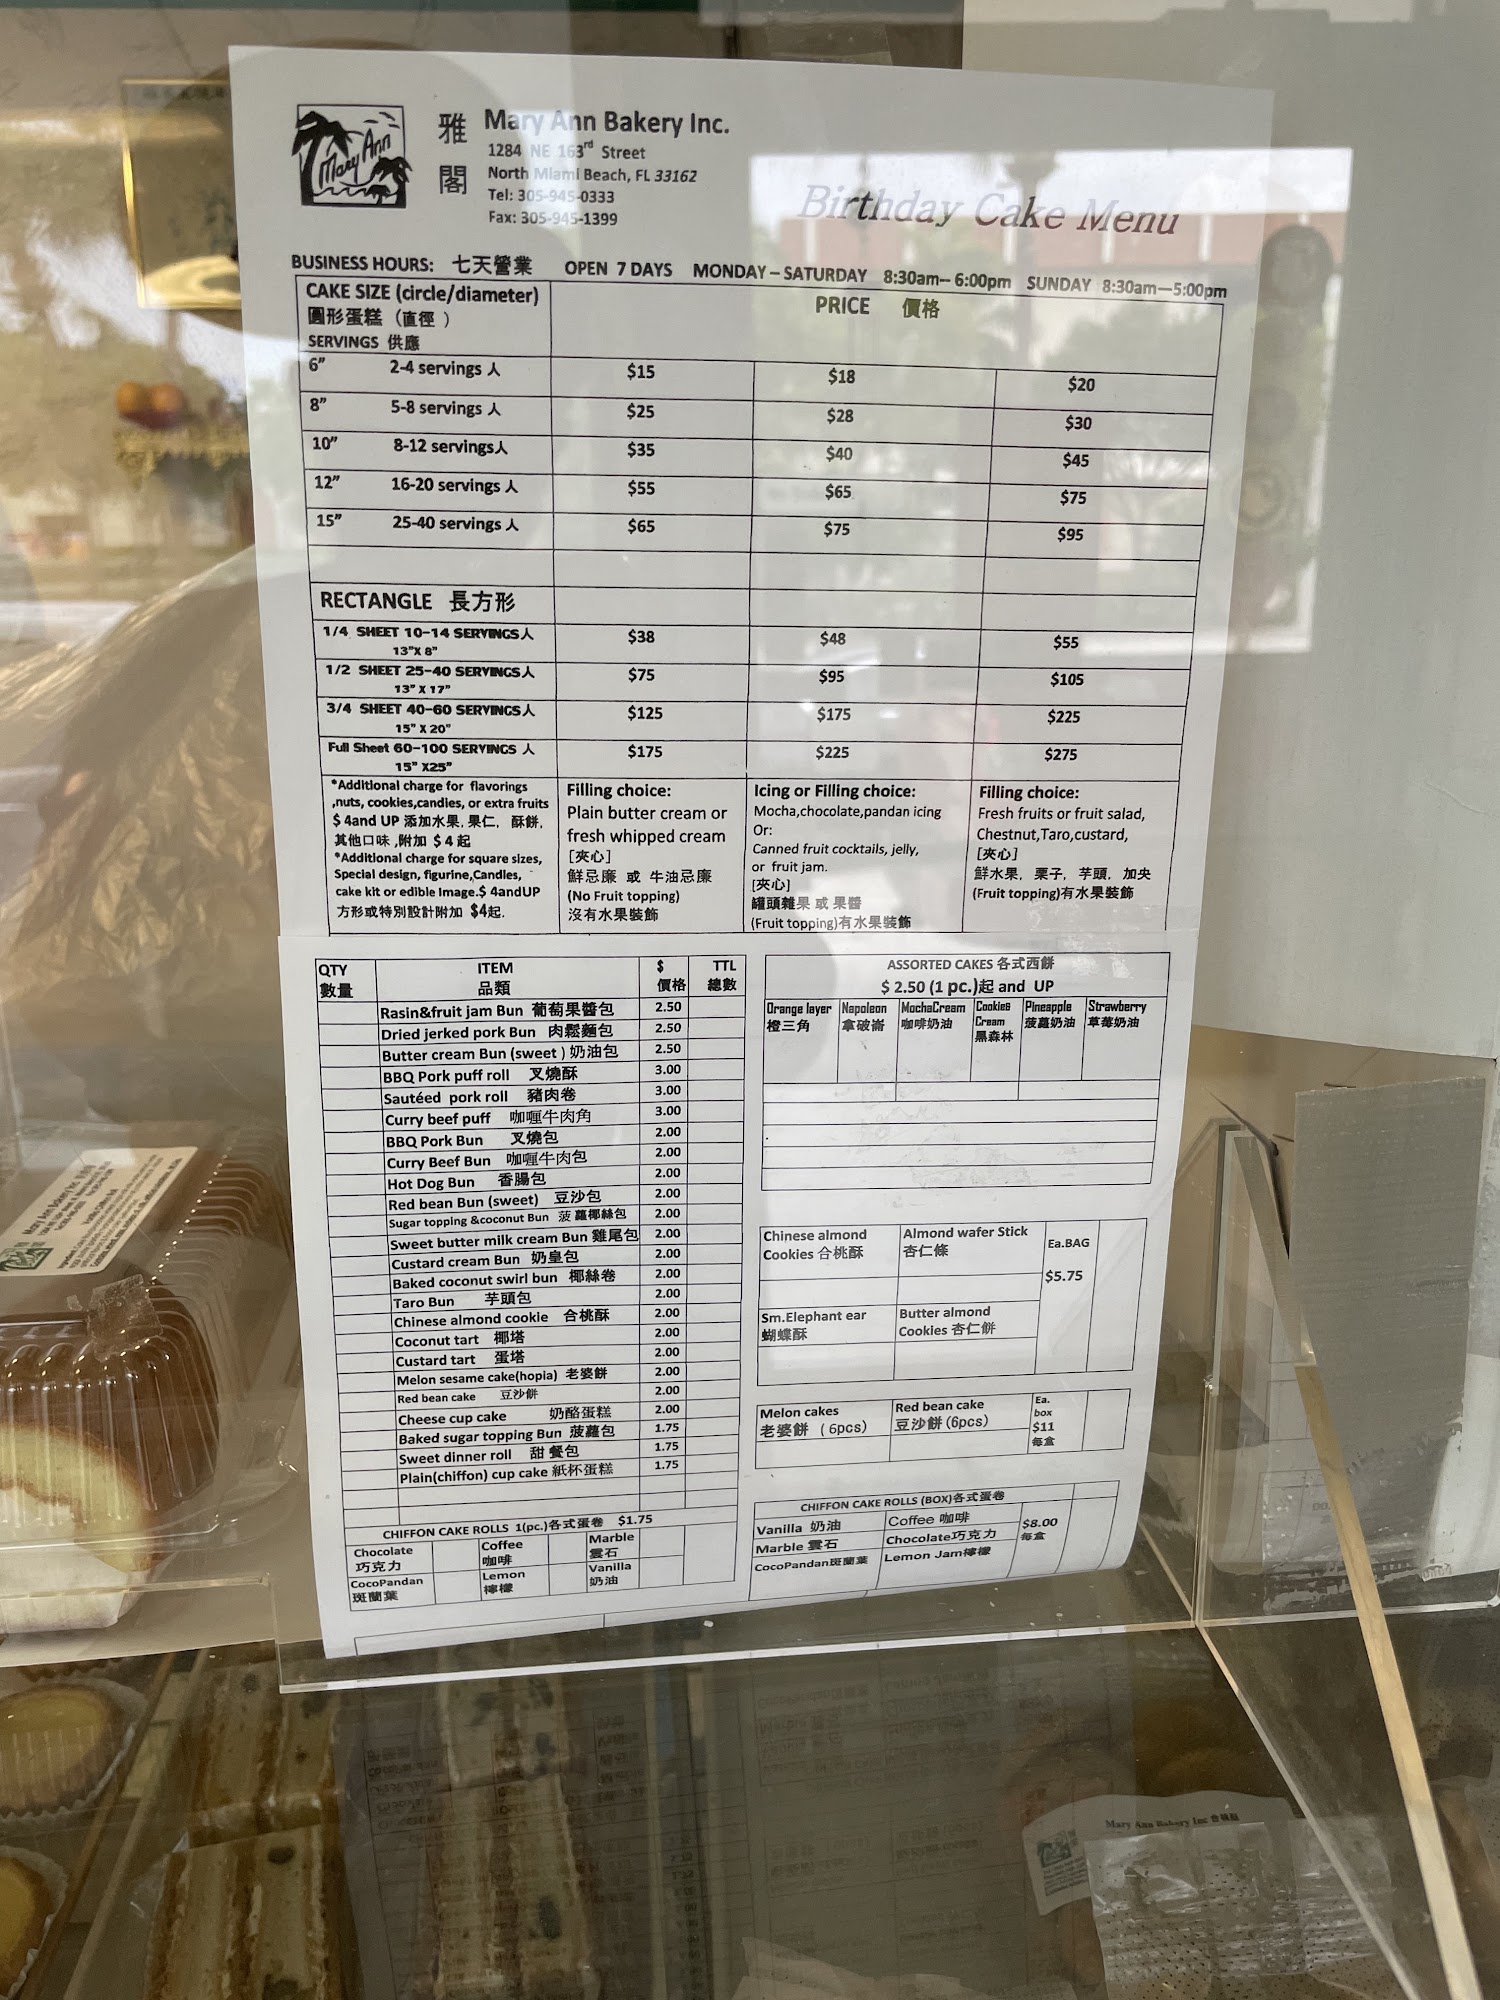 Mary Ann
雅閣
Mary Ann Bakery Inc.
1284 NE 163rd Street
North Miami Beach, FL 33162
Tel: 305-945-0333
Fax: 305-945-1399
Birthday Cake Menu
BUSINESS HOURS: 七天營業 OPEN 7 DAYS MONDAY – SATURDAY 8:30am– 6:00pm SUNDAY 8:30am—5:00pm
CAKE SIZE (circle/diameter)
圓形蛋糕 （直徑 ）
SERVINGS 供應
PRICE 價格
6” 2-4 servings 人 $15 $18 $20
8” 5-8 servings 人 $25 $28 $30
10” 8-12 servings人 $35 $40 $45
12” 16-20 servings 人 $55 $65 $75
15” 25-40 servings 人 $65 $75 $95
RECTANGLE 長方形
1/4 SHEET 10-14 SERVINGS人 $38 $48 $55
13”X 8”
1/2 SHEET 25-40 SERVINGS人 $75 $95 $105
13” X 17”
3/4 SHEET 40-60 SERVINGS人 $125 $175 $225
15” X 20”
Full Sheet 60-100 SERVINGS 人 $175 $225 $275
15” X25”
*Additional charge for flavorings
,nuts, cookies,candies, or extra fruits
$ 4and UP 添加水果, 果仁, 酥餅,
其他口味 ,附加 $ 4 起
*Additional charge for square sizes,
Special design, figurine,Candles,
cake kit or edible Image.$ 4andUP
方形或特別設計附加 $4起.
Filling choice:
Plain butter cream or
fresh whipped cream
[夾心]
鮮忌廉 或 牛油忌廉
(No Fruit topping)
沒有水果裝飾
Icing or Filling choice:
Mocha,chocolate,pandan icing
Or:
Canned fruit cocktails, jelly,
or fruit jam.
[夾心]
罐頭雜果 或 果醬
(Fruit topping)有水果裝飾
Filling choice:
Fresh fruits or fruit salad,
Chestnut,Taro,custard,
[夾心]
鮮水果, 栗子, 芋頭, 加央
(Fruit topping)有水果裝飾
QTY ITEM $ TTL
數量 品類 價格 總數
Rasin&fruit jam Bun 葡萄果醬包 2.50
Dried jerked pork Bun 肉鬆麵包 2.50
Butter cream Bun (sweet ) 奶油包 2.50
BBQ Pork puff roll 叉燒酥 3.00
Sautéed pork roll 豬肉卷 3.00
Curry beef puff 咖喱牛肉角 3.00
BBQ Pork Bun 叉燒包 2.00
Curry Beef Bun 咖喱牛肉包 2.00
Hot Dog Bun 香腸包 2.00
Red bean Bun (sweet) 豆沙包 2.00
Sugar topping &coconut Bun 菠蘿椰絲包 2.00
Sweet butter milk cream Bun 雞尾包 2.00
Custard cream Bun 奶皇包 2.00
Baked coconut swirl bun 椰絲卷 2.00
Taro Bun 芋頭包 2.00
Chinese almond cookie 合桃酥 2.00
Coconut tart 椰塔 2.00
Custard tart 蛋塔 2.00
Melon sesame cake(hopia) 老婆餅 2.00
Red bean cake 豆沙餅 2.00
Cheese cup cake 奶酪蛋糕 2.00
Baked sugar topping Bun 菠蘿包 1.75
Sweet dinner roll 甜餐包 1.75
Plain(chiffon) cup cake 紙杯蛋糕 1.75
CHIFFON CAKE ROLLS 1(pc.)各式蛋卷 $1.75
Chocolate 巧克力 Coffee 咖啡 Marble 雲石
CocoPandan 斑蘭葉 Lemon 檸檬 Vanilla 奶油
ASSORTED CAKES 各式西餅
$ 2.50 (1 pc.)起 and UP
Orange layer 橙三角
Napoleon 拿破崙
MochaCream 咖啡奶油
Cookies Cream 黑森林
Pineapple 菠蘿奶油
Strawberry 草莓奶油
Chinese almond
Cookies 合桃酥
Almond wafer Stick
杏仁條
Ea.BAG
$5.75
Sm.Elephant ear
蝴蝶酥
Butter almond
Cookies 杏仁餅
Melon cakes
老婆餅 ( 6pcs)
Red bean cake
豆沙餅 (6pcs)
Ea.
box
$11
每盒
CHIFFON CAKE ROLLS (BOX)各式蛋卷
Vanilla 奶油 Coffee 咖啡 $8.00
Marble 雲石 Chocolate巧克力 每盒
CocoPandan斑蘭葉 Lemon Jam檸檬
Mary Ann Bakery Inc